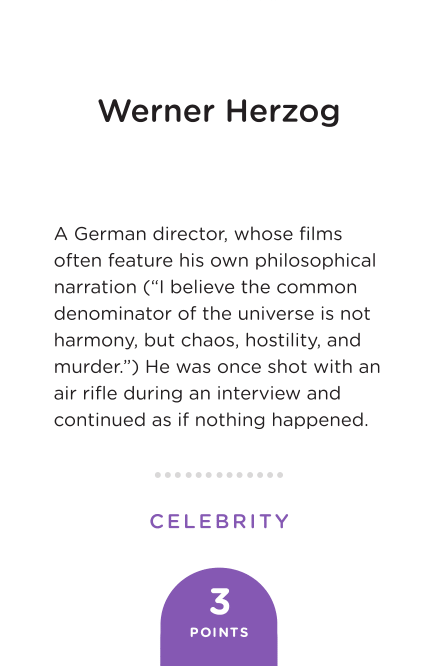 Werner Herzog
A German director, whose films
often feature his own philosophical
narration (“I believe the common
denominator of the universe is not
harmony, but chaos, hostility, and
murder.”) He was once shot with an
air rifle during an interview and
continued as if nothing happened.
CELEBRITY
3
POINTS